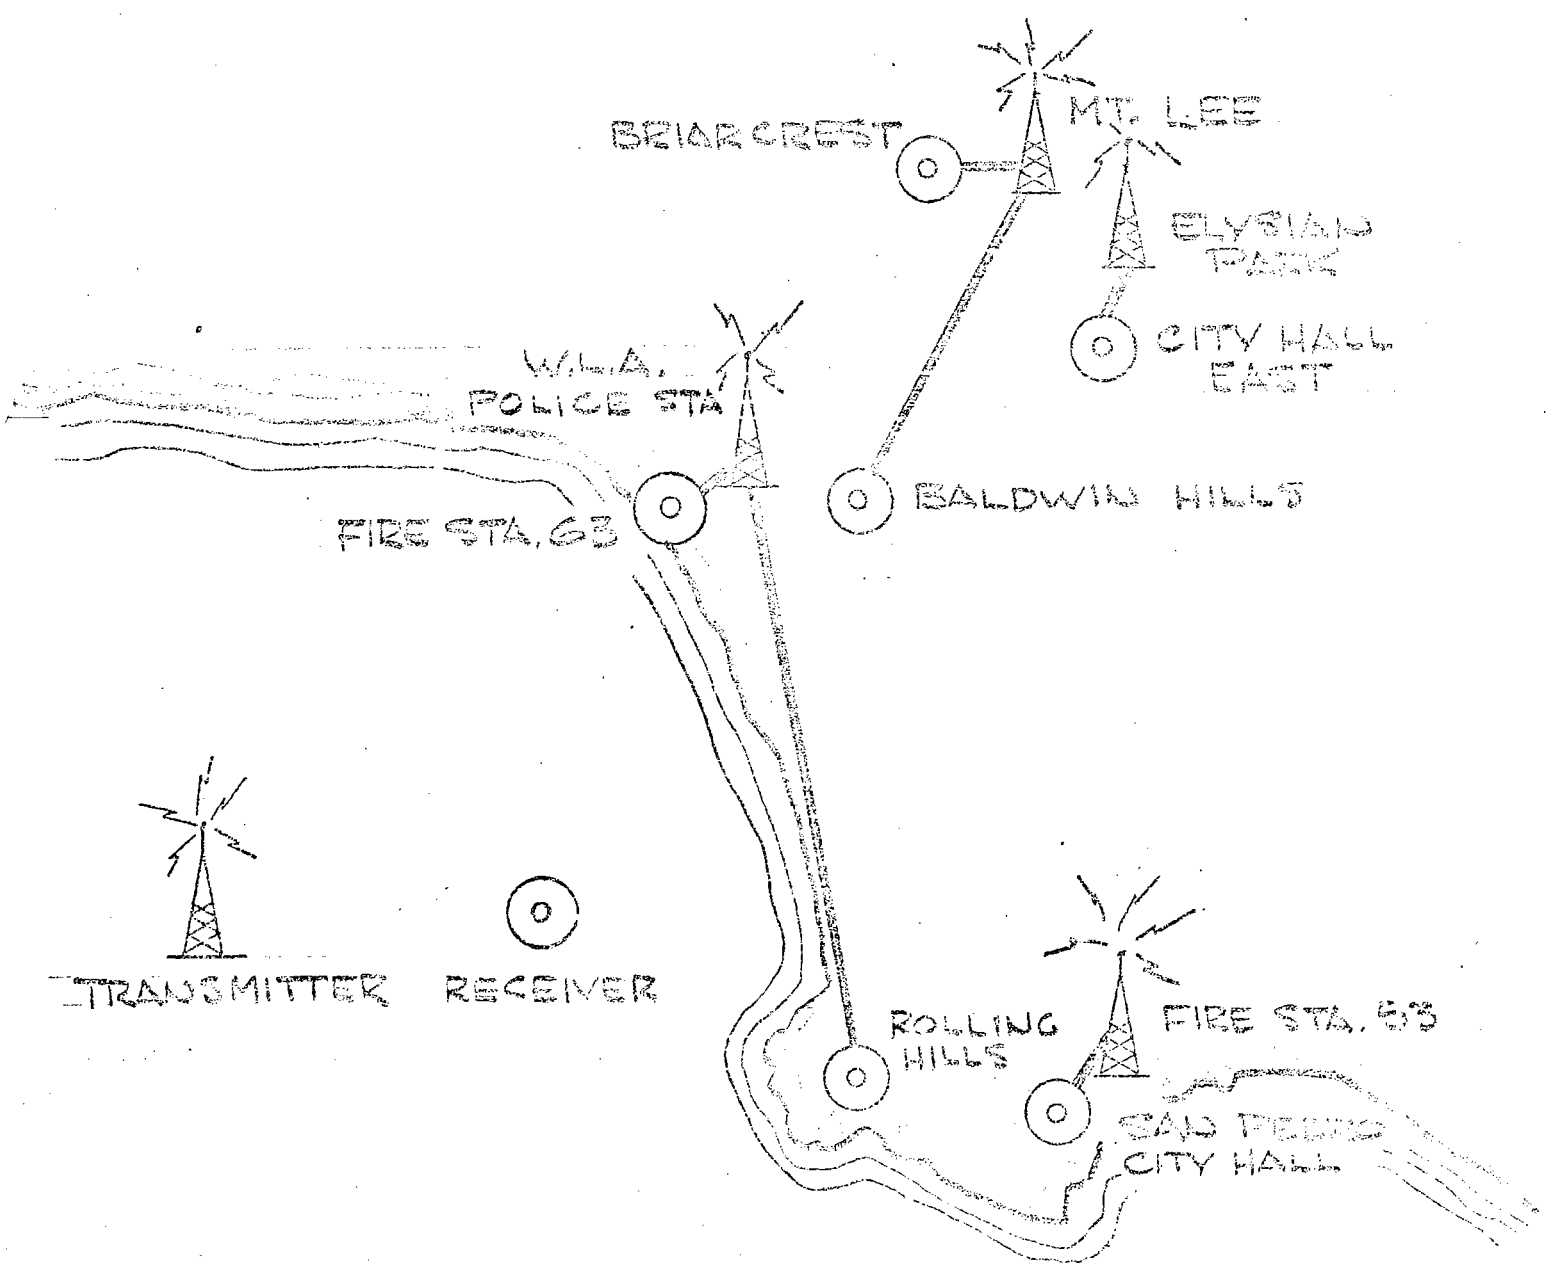 MT. LEE
BRIARCREST
ELYSIAN
PARK
CITY HALL
EAST
W.L.A.
POLICE STA
BALDWIN HILLS
FIRE STA. 63
TRANSMITTER
RECEIVER
ROLLING
HILLS
FIRE STA. 53
SAN PEDRO
CITY HALL